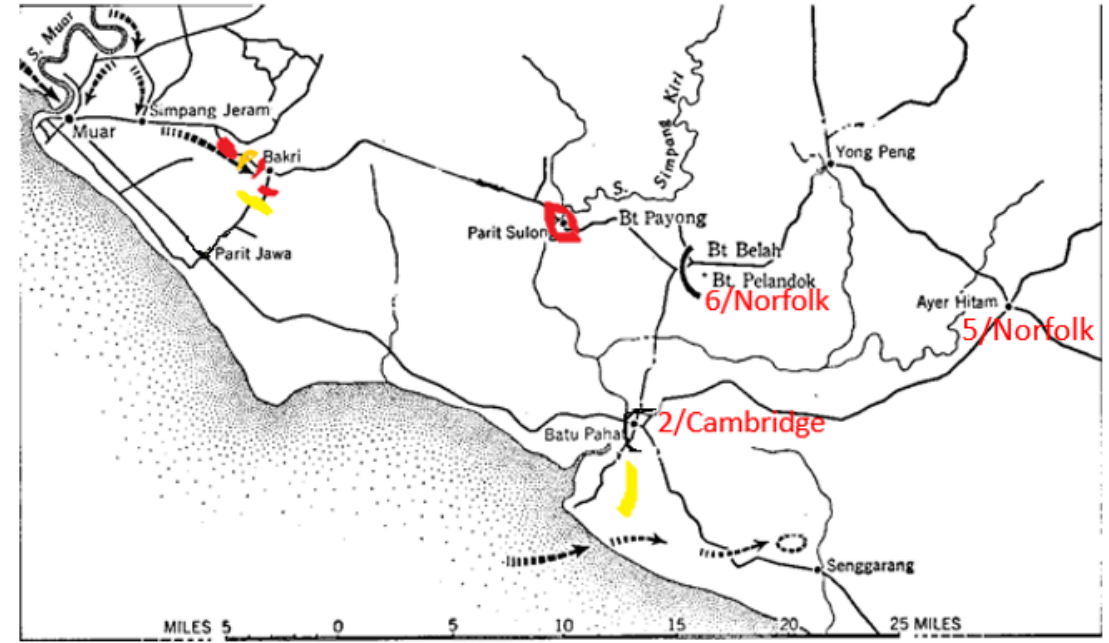 S. Muar
Simpang Jeram
Muar
Bakri
Parit Jawa
Simpang Kiri
S.
Yong Peng
Parit Sulong
Bt Payong
Bt Belah
Bt. Pelandok
6/Norfolk
Ayer Hitam
5/Norfolk
2/Cambridge
Batu Pahat
Senggarang
MILES 5 0 5 10 15 20 25 MILES